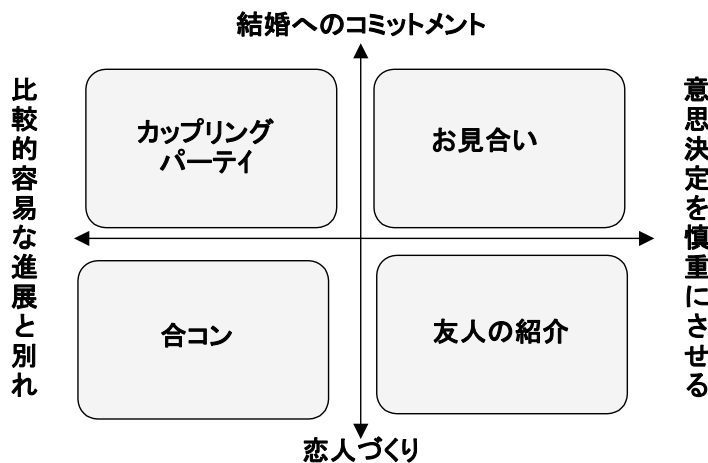 結婚へのコミットメント
比較的容易な進展と別れ
カップリング
パーティ
お見合い
意思決定を慎重にさせる
合コン
友人の紹介
恋人づくり